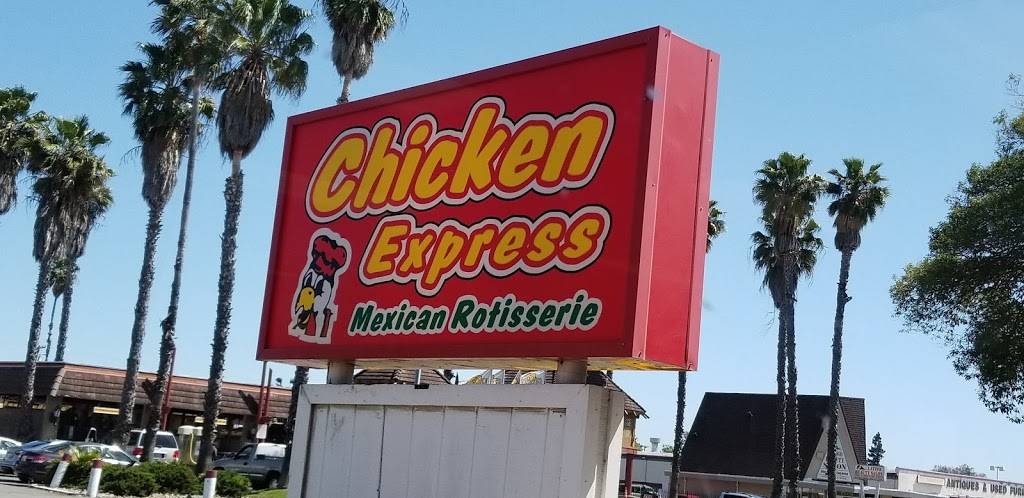 Chicken
Express
Mexican Rotisserie
ANTIQUES & USED